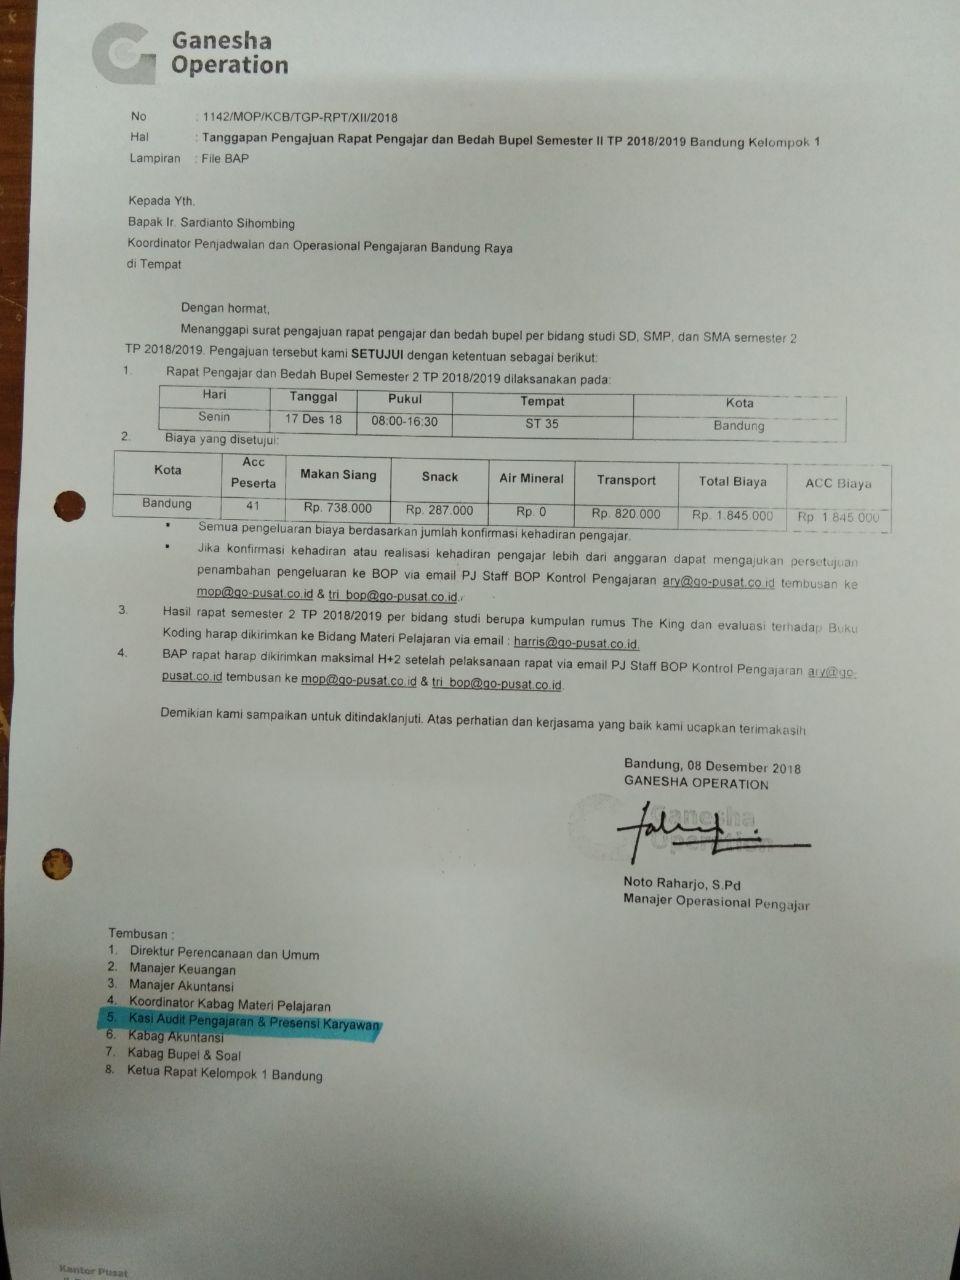 Ganesha
Operation
No : 1142/MOP/KCB/TGP-RPT/XII/2018
Hal : Tanggapan Pengajuan Rapat Pengajar dan Bedah Bupel Semester II TP 2018/2019 Bandung Kelompok 1
Lampiran : File BAP
Kepada Yth.
Bapak Ir. Sardianto Sihombing
Koordinator Penjadwalan dan Operasional Pengajaran Bandung Raya
di Tempat
Dengan hormat,
Menanggapi surat pengajuan rapat pengajar dan bedah bupel per bidang studi SD, SMP, dan SMA semester 2
TP 2018/2019. Pengajuan tersebut kami SETUJUI dengan ketentuan sebagai berikut:
1. Rapat Pengajar dan Bedah Bupel Semester 2 TP 2018/2019 dilaksanakan pada:
Hari Tanggal Pukul Tempat Kota
Senin 17 Des 18 08:00-16:30 ST 35 Bandung
2. Biaya yang disetujui:
Kota Acc Peserta Makan Siang Snack Air Mineral Transport Total Biaya ACC Biaya
Bandung 41 Rp. 738.000 Rp. 287.000 Rp. 0 Rp. 820.000 Rp. 1.845.000 Rp. 1.845.000
▪ Semua pengeluaran biaya berdasarkan jumlah konfirmasi kehadiran pengajar.
▪ Jika konfirmasi kehadiran atau realisasi kehadiran pengajar lebih dari anggaran dapat mengajukan persetujuan
penambahan pengeluaran ke BOP via email PJ Staff BOP Kontrol Pengajaran ary@go-pusat.co.id tembusan ke
mop@go-pusat.co.id & tri_bop@go-pusat.co.id.
3. Hasil rapat semester 2 TP 2018/2019 per bidang studi berupa kumpulan rumus The King dan evaluasi terhadap Buku
Koding harap dikirimkan ke Bidang Materi Pelajaran via email : harris@go-pusat.co.id.
4. BAP rapat harap dikirimkan maksimal H+2 setelah pelaksanaan rapat via email PJ Staff BOP Kontrol Pengajaran ary@go-
pusat.co.id tembusan ke mop@go-pusat.co.id & tri_bop@go-pusat.co.id.
Demikian kami sampaikan untuk ditindaklanjuti. Atas perhatian dan kerjasama yang baik kami ucapkan terimakasih
Bandung, 08 Desember 2018
GANESHA OPERATION
Ganesha
Operation
Noto Raharjo, S.Pd
Manajer Operasional Pengajar
Tembusan :
1. Direktur Perencanaan dan Umum
2. Manajer Keuangan
3. Manajer Akuntansi
4. Koordinator Kabag Materi Pelajaran
5. Kasi Audit Pengajaran & Presensi Karyawan
6. Kabag Akuntansi
7. Kabag Bupel & Soal
8. Ketua Rapat Kelompok 1 Bandung
Kantor Pusat